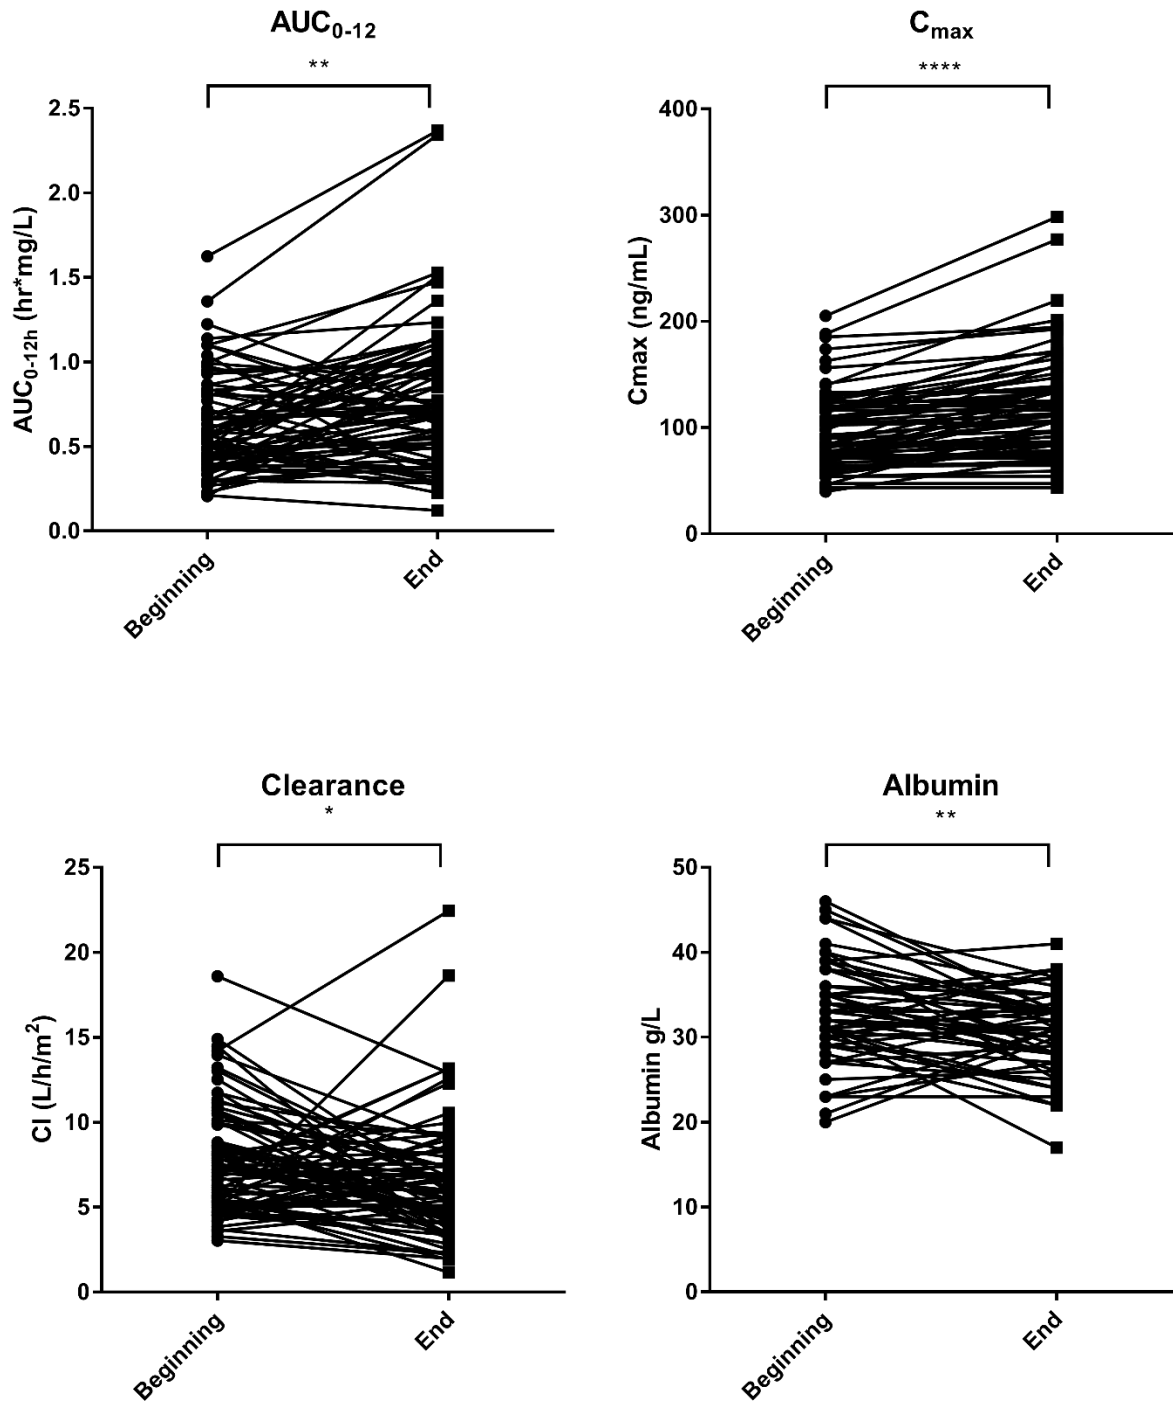 AUC0-12
**
AUC0-12h (hr*mg/L)
2.5
2.0
1.5
1.0
0.5
0.0
Beginning
End
Cmax
****
Cmax (ng/mL)
400
300
200
100
0
Beginning
End
Clearance
*
Cl (L/h/m2)
25
20
15
10
5
0
Beginning
End
Albumin
**
Albumin g/L
50
40
30
20
10
0
Beginning
End